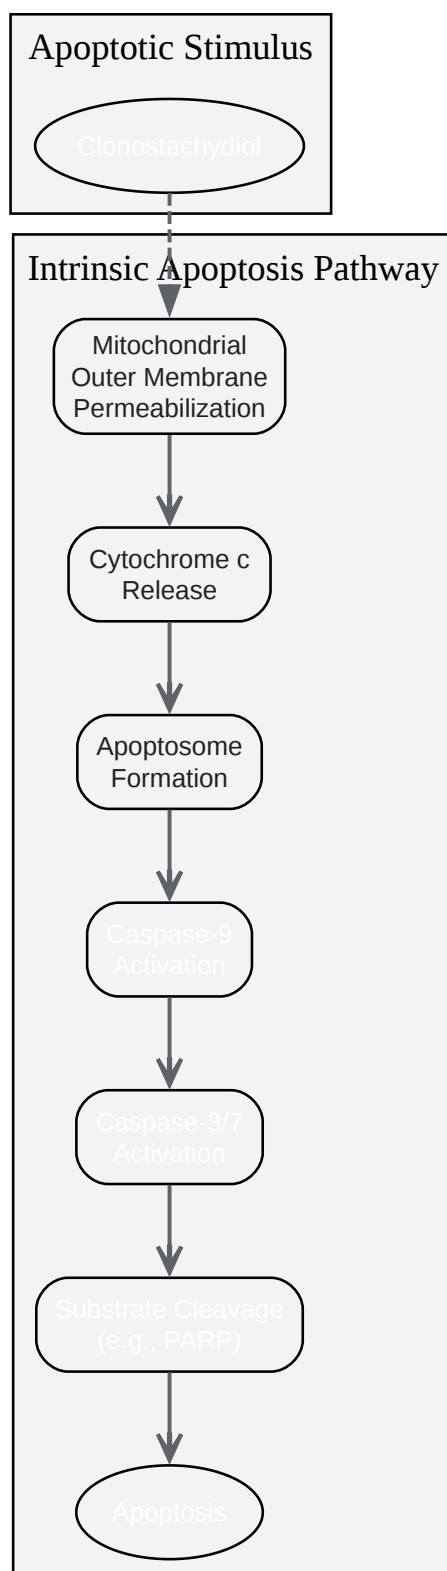 Apoptotic Stimulus
Clonostachydiol
Intrinsic Apoptosis Pathway
Mitochondrial
Outer Membrane
Permeabilization
Cytochrome c
Release
Apoptosome
Formation
Caspase-9
Activation
Caspase-3/7
Activation
Substrate Cleavage
(e.g., PARP)
Apoptosis